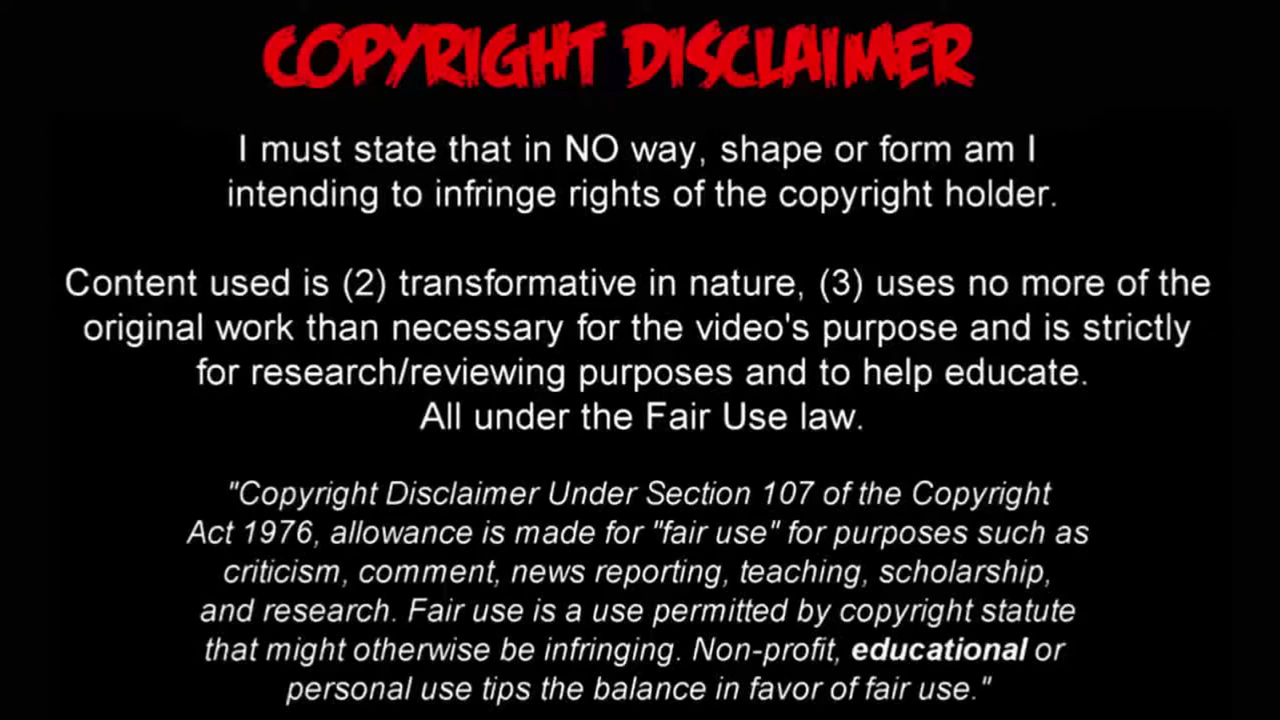 COPYRIGHT DISCLAIMER
I must state that in NO way, shape or form am I
intending to infringe rights of the copyright holder.
Content used is (2) transformative in nature, (3) uses no more of the
original work than necessary for the video's purpose and is strictly
for research/reviewing purposes and to help educate.
All under the Fair Use law.
"Copyright Disclaimer Under Section 107 of the Copyright
Act 1976, allowance is made for "fair use" for purposes such as
criticism, comment, news reporting, teaching, scholarship,
and research. Fair use is a use permitted by copyright statute
that might otherwise be infringing. Non-profit, educational or
personal use tips the balance in favor of fair use."